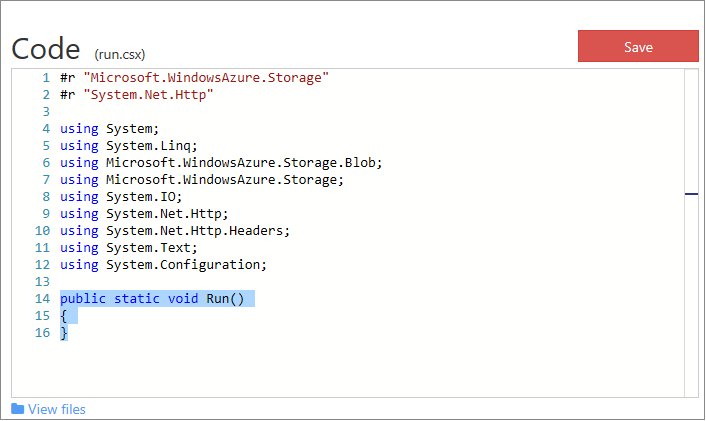 Code (run.csx)
Save
1 #r "Microsoft.WindowsAzure.Storage"
2 #r "System.Net.Http"
3
4 using System;
5 using System.Linq;
6 using Microsoft.WindowsAzure.Storage.Blob;
7 using Microsoft.WindowsAzure.Storage;
8 using System.IO;
9 using System.Net.Http;
10 using System.Net.Http.Headers;
11 using System.Text;
12 using System.Configuration;
13
14 public static void Run()
15 {
16 }
View files